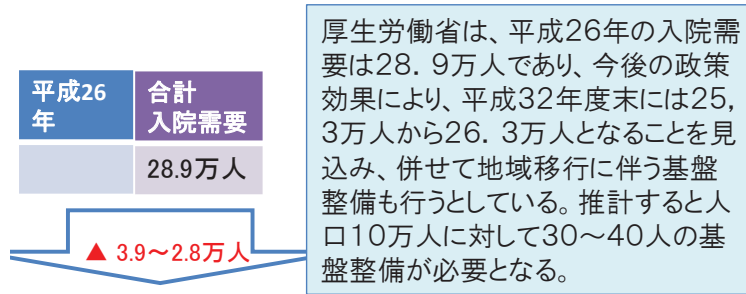 平成26
年
合計
入院需要
28.9万人
▲ 3.9～2.8万人
厚生労働省は、平成26年の入院需
要は28．9万人であり、今後の政策
効果により、平成32年度末には25，
3万人から26．3万人となることを見
込み、併せて地域移行に伴う基盤
整備も行うとしている。推計すると人
口10万人に対して30～40人の基
盤整備が必要となる。